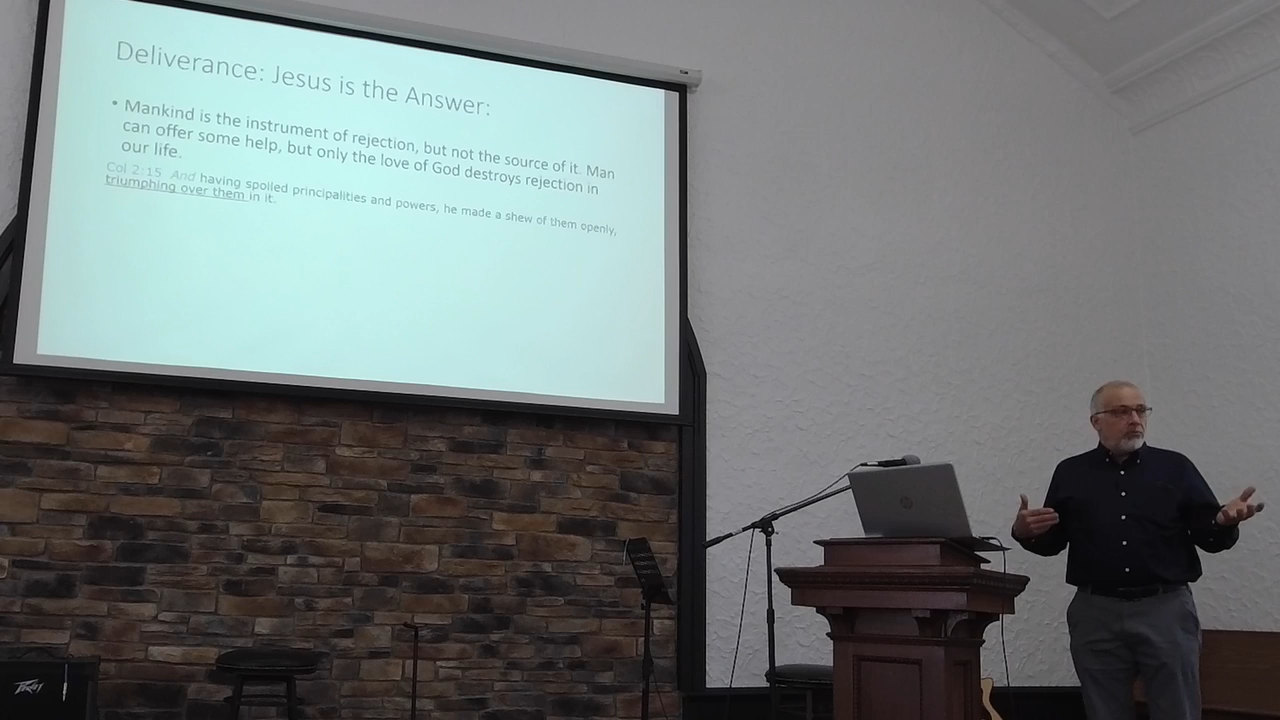 Deliverance: Jesus is the Answer:
• Mankind is the instrument of rejection, but not the source of it. Man
can offer some help, but only the love of God destroys rejection in
our life.
Col 2:15 And having spoiled principalities and powers, he made a shew of them openly,
triumphing over them in it.
hp
PEAVEY